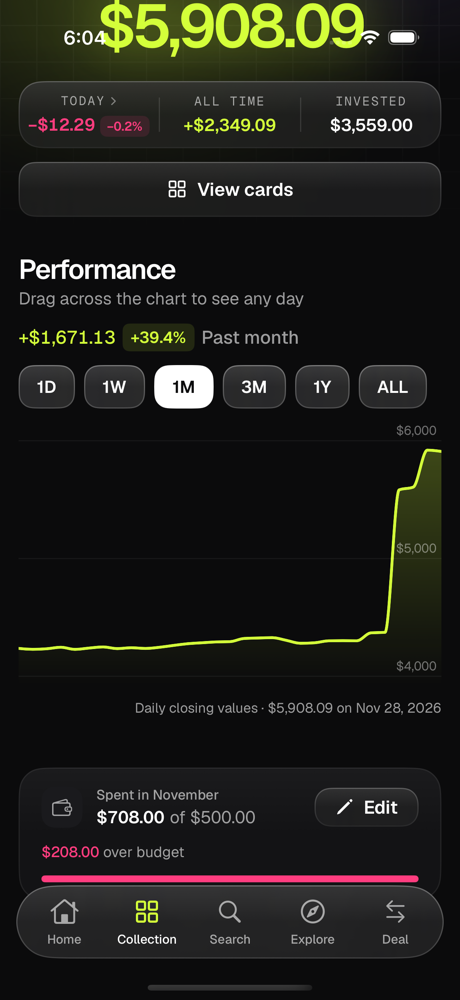 6:04
$5,908.09
TODAY > ALL TIME INVESTED
−$12.29 −0.2% +$2,349.09 $3,559.00
View cards
Performance
Drag across the chart to see any day
+$1,671.13 +39.4% Past month
1D 1W 1M 3M 1Y ALL
$6,000
$5,000
$4,000
Daily closing values · $5,908.09 on Nov 28, 2026
Spent in November
$708.00 of $500.00
Edit
$208.00 over budget
Home Collection Search Explore Deal